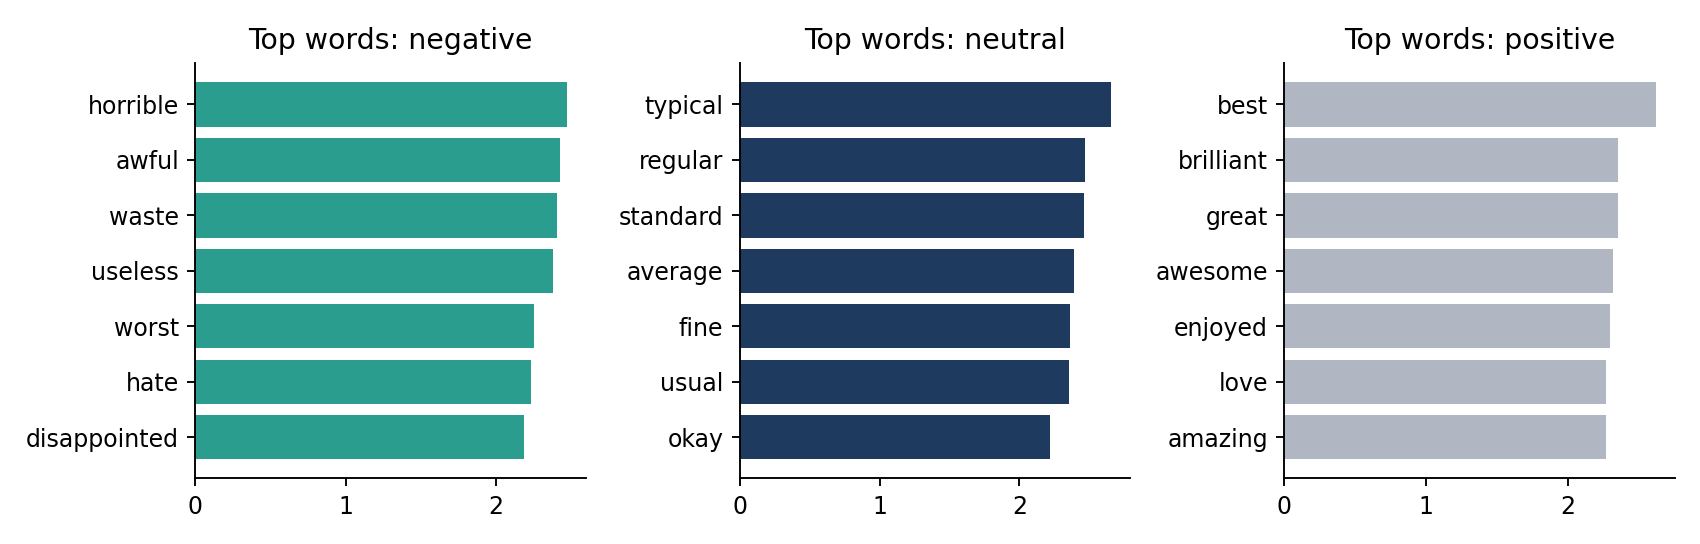 Top words: negative
horrible
awful
waste
useless
worst
hate
disappointed
0 1 2
Top words: neutral
typical
regular
standard
average
fine
usual
okay
0 1 2
Top words: positive
best
brilliant
great
awesome
enjoyed
love
amazing
0 1 2